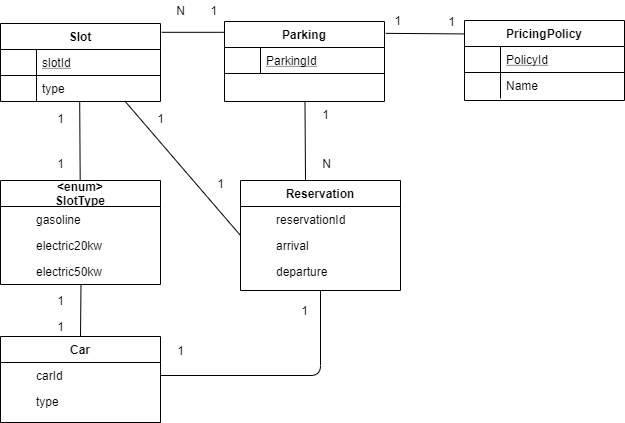 N 1
1 1
Slot
slotId
type
Parking
ParkingId
PricingPolicy
PolicyId
Name
1 1 1
1 1 N
<enum>
SlotType
gasoline
electric20kw
electric50kw
Reservation
reservationId
arrival
departure
1 1
1 1
Car
carId
type